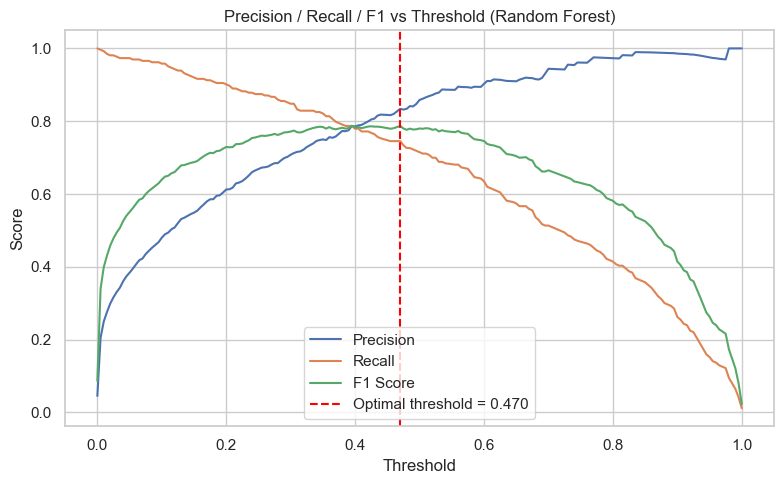 Precision / Recall / F1 vs Threshold (Random Forest)
Score
1.0
0.8
0.6
0.4
0.2
0.0
0.0 0.2 0.4 0.6 0.8 1.0
Threshold
Precision
Recall
F1 Score
Optimal threshold = 0.470